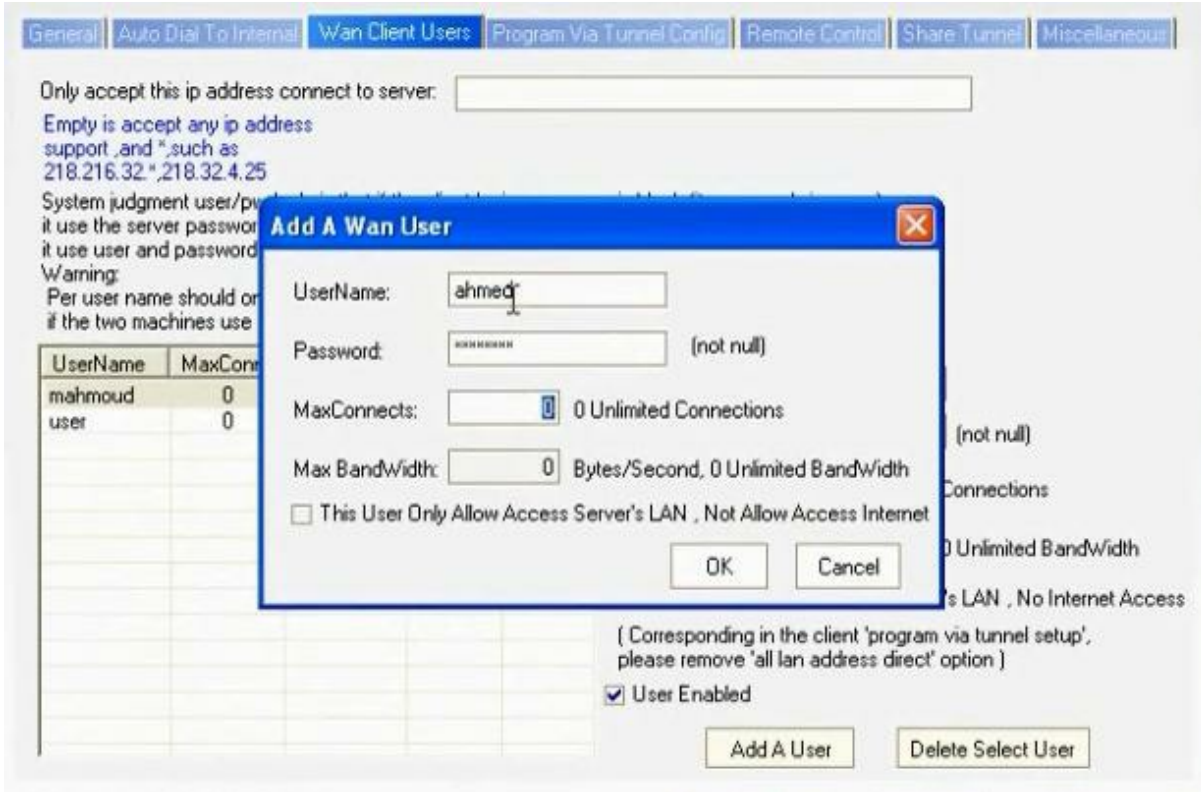 General Auto Dial To Internal Wan Client Users Program Via Tunnel Config Remote Control Share Tunnel Miscellaneous
Only accept this ip address connect to server:
Empty is accept any ip address
support ,and *,such as
218.216.32.*,218.32.4.25
System judgment
it use the server
it use user and password
Warning:
Per user name should
if the two machines use
UserName
mahmoud 0
user 0
Add A Wan User
UserName: ahmed
Password: ******** (not null)
MaxConnects: 0 0 Unlimited Connections
Max BandWidth: 0 Bytes/Second, 0 Unlimited BandWidth
This User Only Allow Access Server's LAN , Not Allow Access Internet
OK Cancel
(not null)
Connections
0 Unlimited BandWidth
's LAN , No Internet Access
( Corresponding in the client 'program via tunnel setup',
please remove 'all lan address direct' option )
User Enabled
Add A User Delete Select User